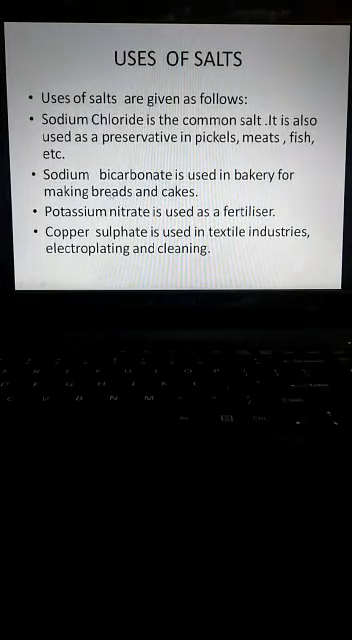 USES OF SALTS
• Uses of salts are given as follows:
• Sodium Chloride is the common salt .It is also
used as a preservative in pickels, meats , fish,
etc.
• Sodium bicarbonate is used in bakery for
making breads and cakes.
• Potassium nitrate is used as a fertiliser.
• Copper sulphate is used in textile industries,
electroplating and cleaning.